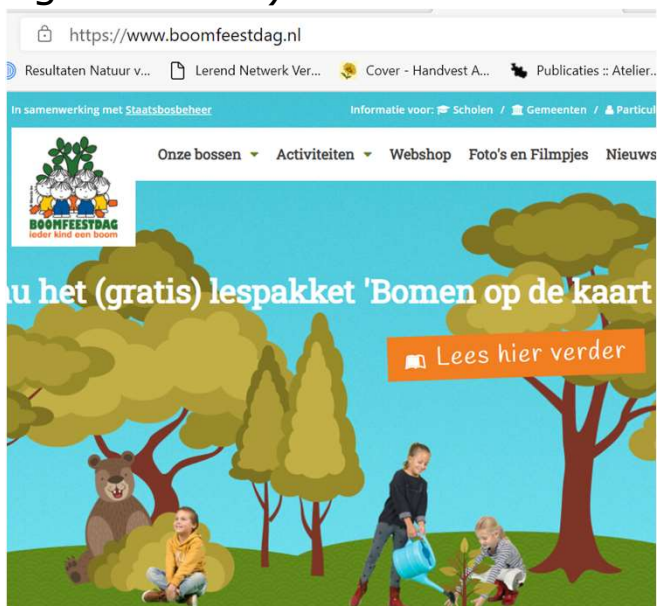 https://www.boomfeestdag.nl
Resultaten Natuur v... Lerend Netwerk Ver... Cover - Handvest A... Publicaties :: Atelier...
In samenwerking met Staatsbosbeheer Informatie voor: Scholen / Gemeenten / Particul
Onze bossen Activiteiten Webshop Foto's en Filmpjes Nieuws
BOOMFEESTDAG
ieder kind een boom
nu het (gratis) lespakket 'Bomen op de kaart
Lees hier verder